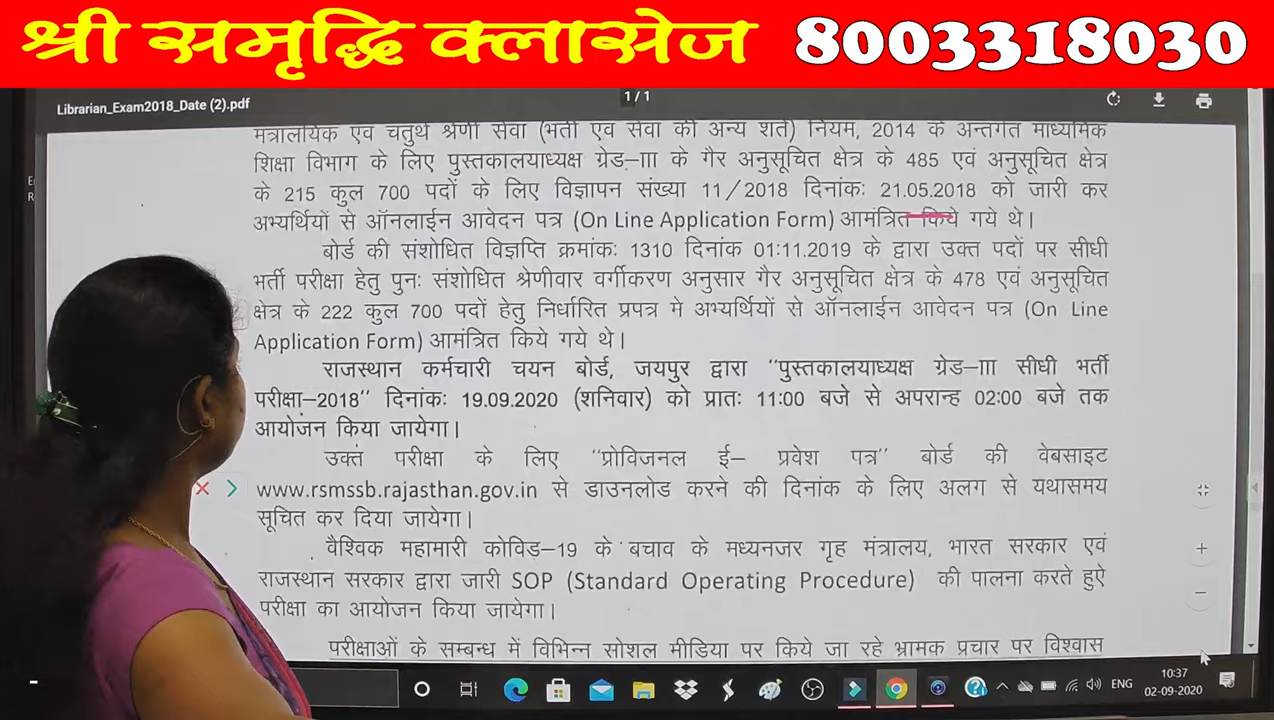 श्री समृद्धि क्लासेज 8003318030
Librarian_Exam2018_Date (2).pdf
1 / 1
मंत्रालयिक एवं चतुर्थ श्रेणी सेवा (भर्ती एवं सेवा की अन्य शर्ते) नियम, 2014 के अन्तर्गत माध्यमिक
शिक्षा विभाग के लिए पुस्तकालयाध्यक्ष ग्रेड–III के गैर अनुसूचित क्षेत्र के 485 एवं अनुसूचित क्षेत्र
के 215 कुल 700 पदों के लिए विज्ञापन संख्या 11/2018 दिनांकः 21.05.2018 को जारी कर
अभ्यर्थियों से ऑनलाईन आवेदन पत्र (On Line Application Form) आमंत्रित किये गये थे।
बोर्ड की संशोधित विज्ञप्ति क्रमांकः 1310 दिनांक 01.11.2019 के द्वारा उक्त पदों पर सीधी
भर्ती परीक्षा हेतु पुनः संशोधित श्रेणीवार वर्गीकरण अनुसार गैर अनुसूचित क्षेत्र के 478 एवं अनुसूचित
क्षेत्र के 222 कुल 700 पदों हेतु निर्धारित प्रपत्र मे अभ्यर्थियों से ऑनलाईन आवेदन पत्र (On Line
Application Form) आमंत्रित किये गये थे।
राजस्थान कर्मचारी चयन बोर्ड, जयपुर द्वारा "पुस्तकालयाध्यक्ष ग्रेड–III सीधी भर्ती
परीक्षा–2018" दिनांकः 19.09.2020 (शनिवार) को प्रातः 11:00 बजे से अपरान्ह 02:00 बजे तक
आयोजन किया जायेगा।
उक्त परीक्षा के लिए "प्रोविजनल ई– प्रवेश पत्र" बोर्ड की वेबसाइट
www.rsmssb.rajasthan.gov.in से डाउनलोड करने की दिनांक के लिए अलग से यथासमय
सूचित कर दिया जायेगा।
वैश्विक महामारी कोविड़–19 के बचाव के मध्यनजर गृह मंत्रालय, भारत सरकार एवं
राजस्थान सरकार द्वारा जारी SOP (Standard Operating Procedure) की पालना करते हुऐ
परीक्षा का आयोजन किया जायेगा।
परीक्षाओं के सम्बन्ध में विभिन्न सोशल मीडिया पर किये जा रहे भ्रामक प्रचार पर विश्वास
ENG
10:37
02-09-2020